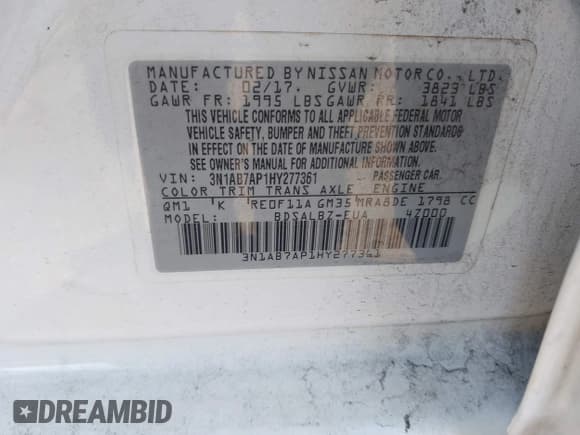 MANUFACTURED BY NISSAN MOTOR CO., LTD.
DATE: 02/17. GVWR: 3823 LBS
GAWR FR: 1995 LBS GAWR RR: 1841 LBS
THIS VEHICLE CONFORMS TO ALL APPLICABLE FEDERAL MOTOR
VEHICLE SAFETY, BUMPER AND THEFT PREVENTION STANDARDS
IN EFFECT ON THE DATE OF MANUFACTURE SHOWN ABOVE.
SEE OWNER'S MANUAL FOR ADDITIONAL INFORMATION.
VIN: 3N1AB7AP1HY277361 PASSENGER CAR.
COLOR TRIM TRANS AXLE ENGINE
QM1 K RE0F11A GM35 MRA8DE 1798 CC
MODEL: BDSALBZ-EUA 4Z000
3N1AB7AP1HY277361
DREAMBID